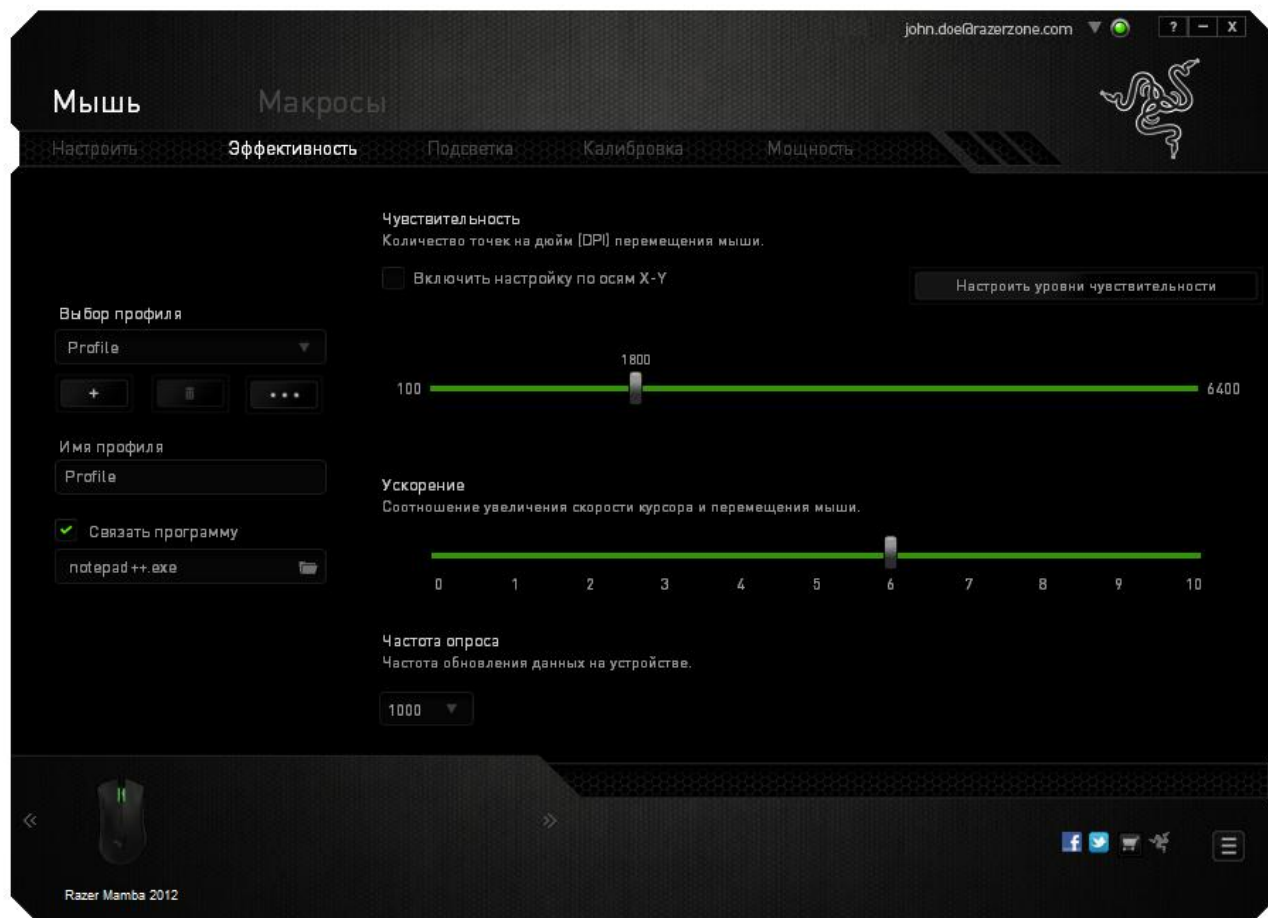 john.doe@razerzone.com
? – X
Мышь Макросы
Настроить Эффективность Подсветка Калибровка Мощность
Чувствительность
Количество точек на дюйм (DPI) перемещения мыши.
Включить настройку по осям X-Y
Настроить уровни чувствительности
Выбор профиля
Profile
1800
100 6400
+ •••
Имя профиля
Profile
Ускорение
Соотношение увеличения скорости курсора и перемещения мыши.
Связать программу
notepad++.exe
0 1 2 3 4 5 6 7 8 9 10
Частота опроса
Частота обновления данных на устройстве.
1000
Razer Mamba 2012